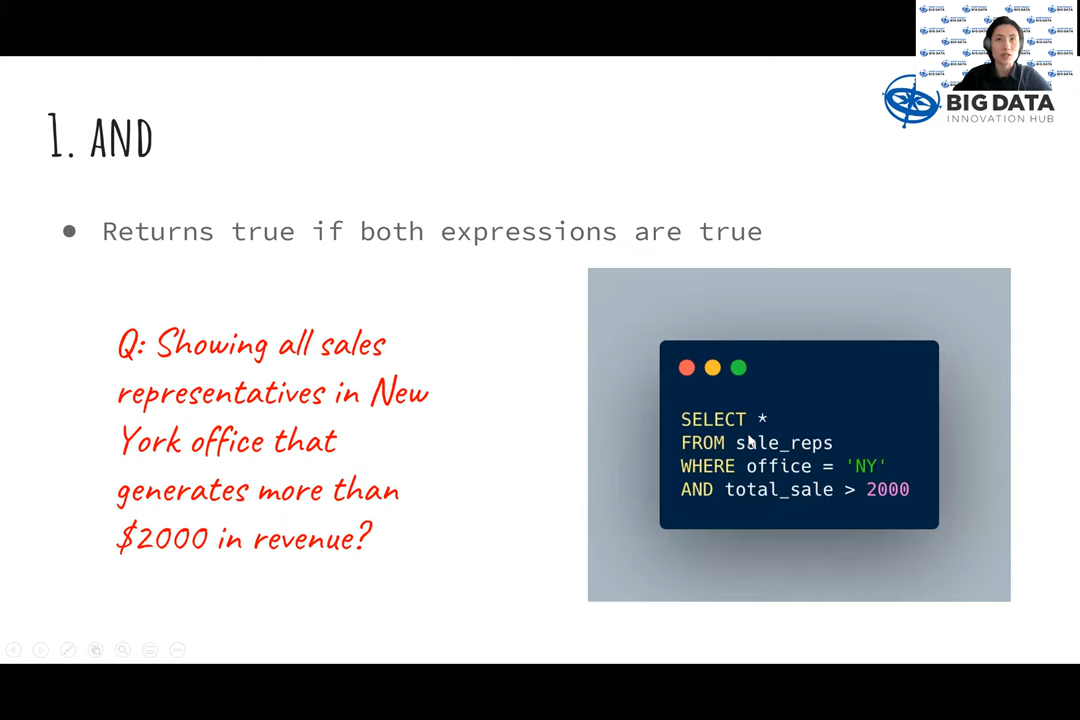 BIG DATA
INNOVATION HUB
1. AND
● Returns true if both expressions are true
Q: Showing all sales
representatives in New
York office that
generates more than
$2000 in revenue?
SELECT *
FROM sale_reps
WHERE office = 'NY'
AND total_sale > 2000